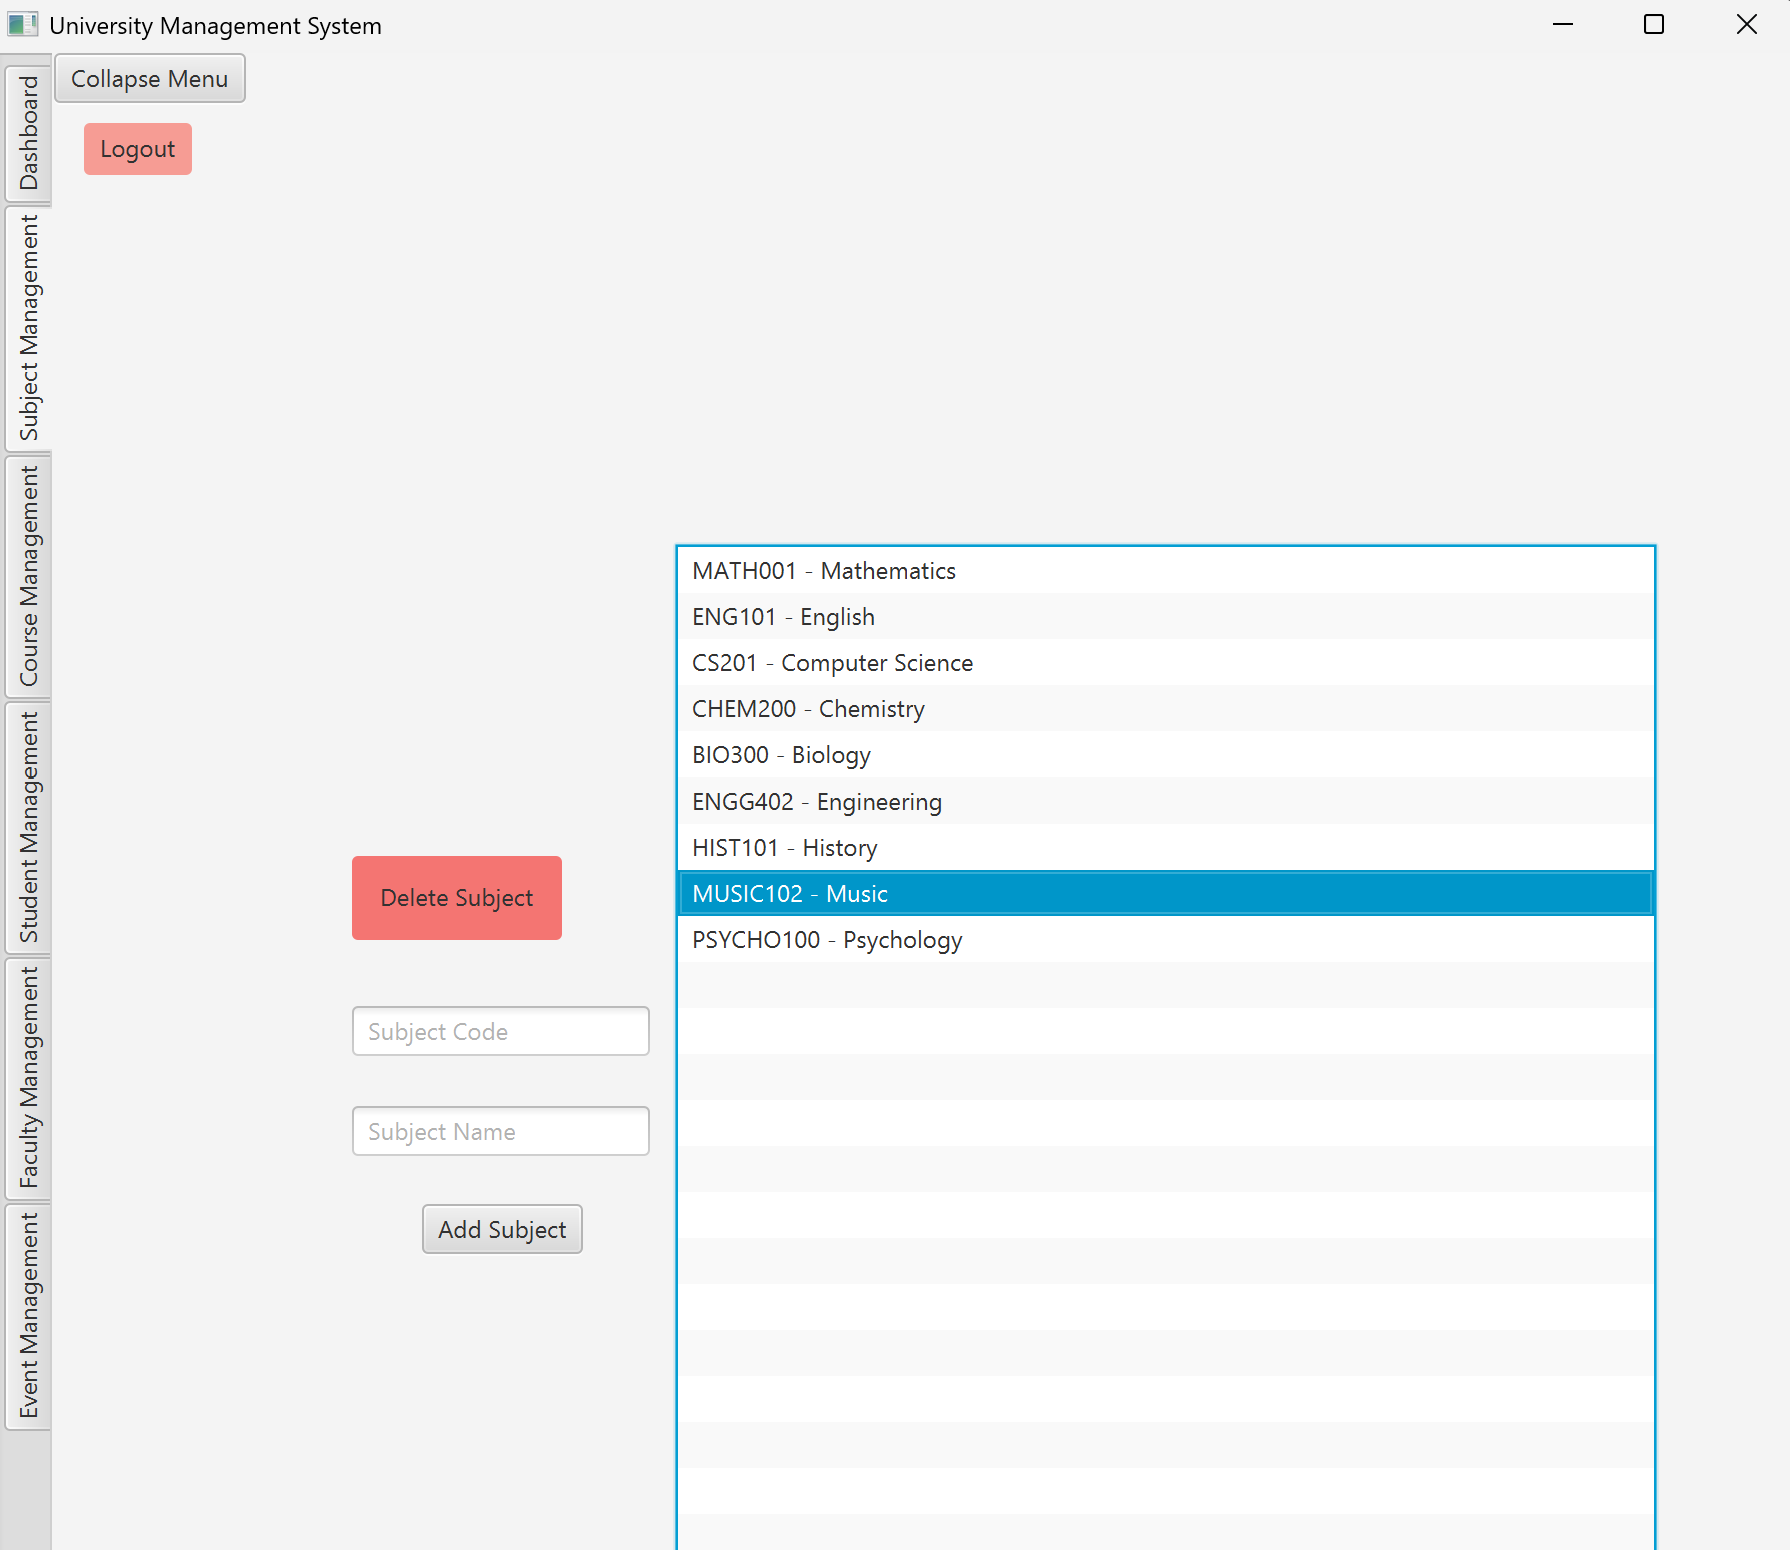 University Management System
Collapse Menu
Logout
Dashboard
Subject Management
Course Management
Student Management
Faculty Management
Event Management
MATH001 - Mathematics
ENG101 - English
CS201 - Computer Science
CHEM200 - Chemistry
BIO300 - Biology
ENGG402 - Engineering
HIST101 - History
MUSIC102 - Music
PSYCHO100 - Psychology
Delete Subject
Subject Code
Subject Name
Add Subject